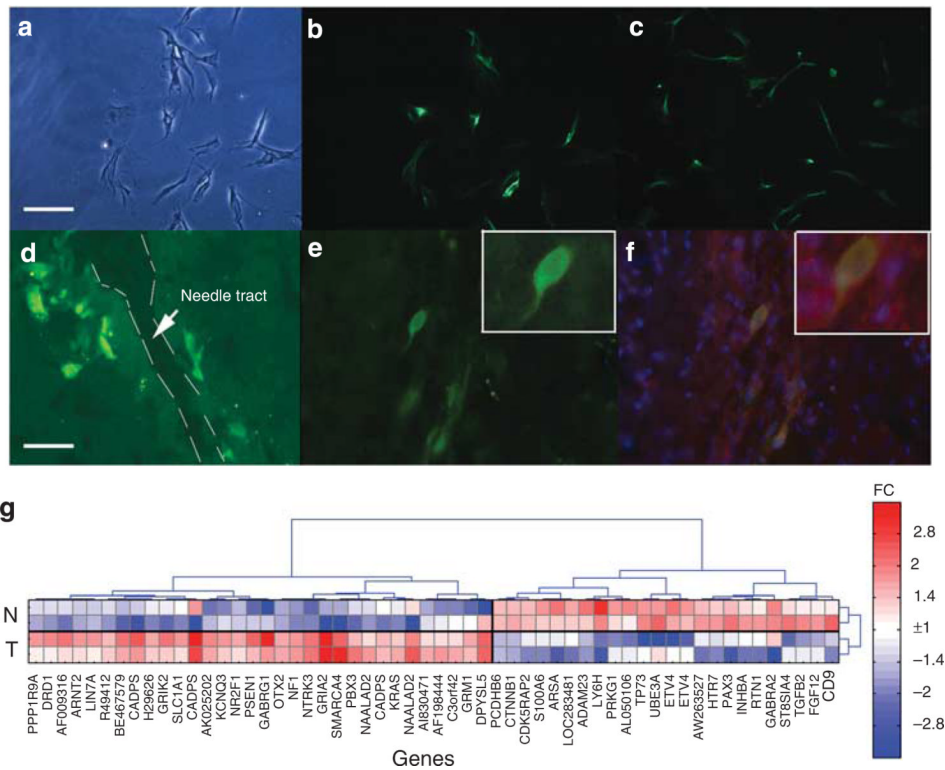 a
b
c
d
Needle tract
e
f
g
FC
2.8
2
1.4
±1
−1.4
−2
−2.8
N
T
PPP1R9A
DRD1
AF009316
ARNT2
LIN7A
R49412
BE467579
CADPS
H29626
GRIK2
SLC1A1
CADPS
AK025202
KCNQ3
NR2F1
PSEN1
GABRG1
OTX2
NF1
NTRK3
GRIA2
SMARCA4
PBX3
NAALAD2
CADPS
KRAS
NAALAD2
AI830471
AF198444
C3orf42
GRM1
DPYSL5
PCDHB6
CTNNB1
CDK5RAP2
S100A6
ARSA
LOC283481
ADAM23
LY6H
PRKG1
AL050106
TP73
UBE3A
ETV4
ETV4
AW263527
HTR7
PAX3
INHBA
RTN1
GABRA2
ST8SIA4
TGFB2
FGF12
CD9
Genes